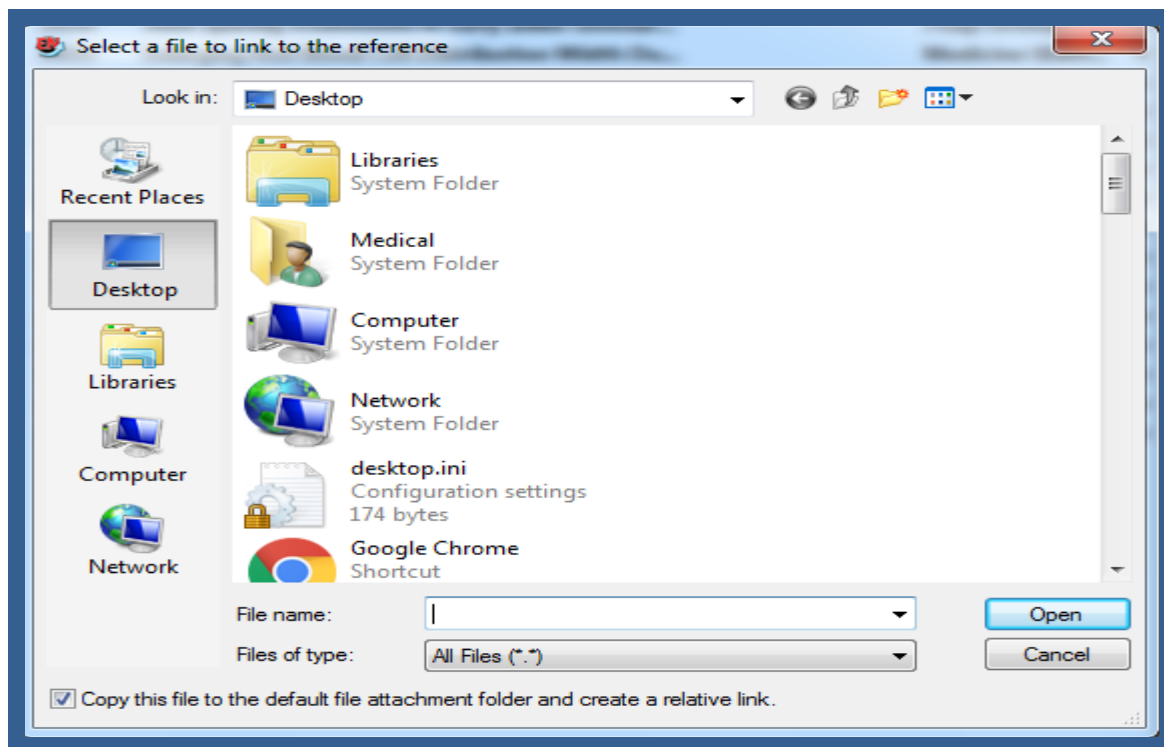 Select a file to link to the reference
Look in:
Desktop
Recent Places
Desktop
Libraries
Computer
Network
Libraries
System Folder
Medical
System Folder
Computer
System Folder
Network
System Folder
desktop.ini
Configuration settings
174 bytes
Google Chrome
Shortcut
File name:
Open
Files of type:
All Files (*.*)
Cancel
Copy this file to the default file attachment folder and create a relative link.